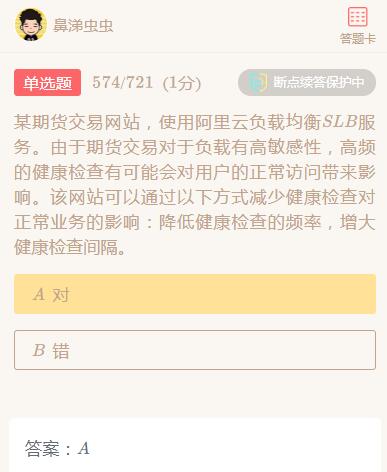 鼻涕虫虫
答题卡
单选题 574/721 (1分) 断点续答保护中
某期货交易网站，使用阿里云负载均衡SLB服
务。由于期货交易对于负载有高敏感性，高频
的健康检查有可能会对用户的正常访问带来影
响。该网站可以通过以下方式减少健康检查对
正常业务的影响：降低健康检查的频率，增大
健康检查间隔。
A 对
B 错
答案：A